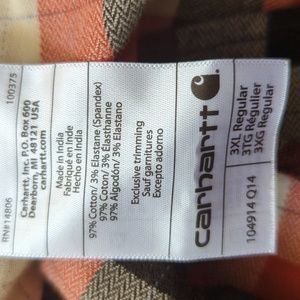 carhartt
3XL Regular
3TG Régulier
3XG Regular
104914 Q14
Exclusive trimming
Sauf garnitures
Excepto adorno
97% Cotton/ 3% Elastane (Spandex)
97% Coton/ 3% Élasthanne
97% Algodón/ 3% Elastano
Made in India
Fabriqué en Inde
Hecho en India
Carhartt, Inc. P.O. Box 600
Dearborn, MI 48121 USA
carhartt.com
RN#14806
100375